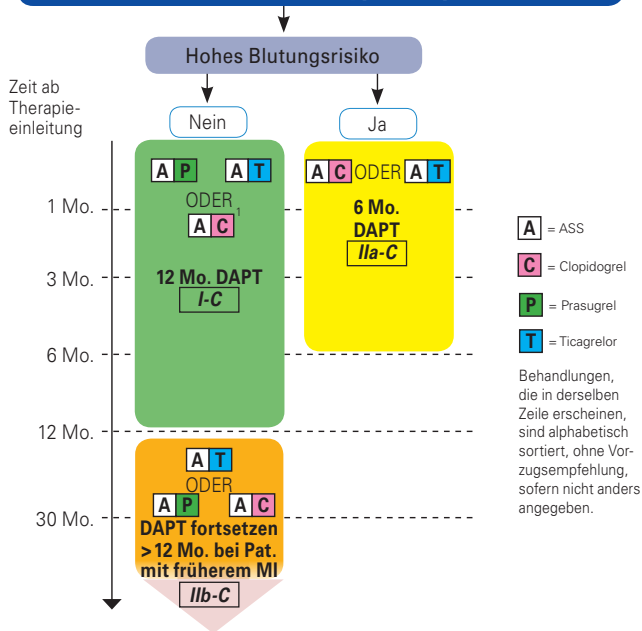 Hohes Blutungsrisiko
Zeit ab
Therapie-
einleitung
Nein
Ja
A P A T
ODER
A C 1
12 Mo. DAPT
I-C
A C ODER A T
6 Mo.
DAPT
IIa-C
1 Mo.
3 Mo.
6 Mo.
12 Mo.
30 Mo.
A T
ODER
A P A C
DAPT fortsetzen
> 12 Mo. bei Pat.
mit früherem MI
IIb-C
A = ASS
C = Clopidogrel
P = Prasugrel
T = Ticagrelor
Behandlungen,
die in derselben
Zeile erscheinen,
sind alphabetisch
sortiert, ohne Vor-
zugsempfehlung,
sofern nicht anders
angegeben.